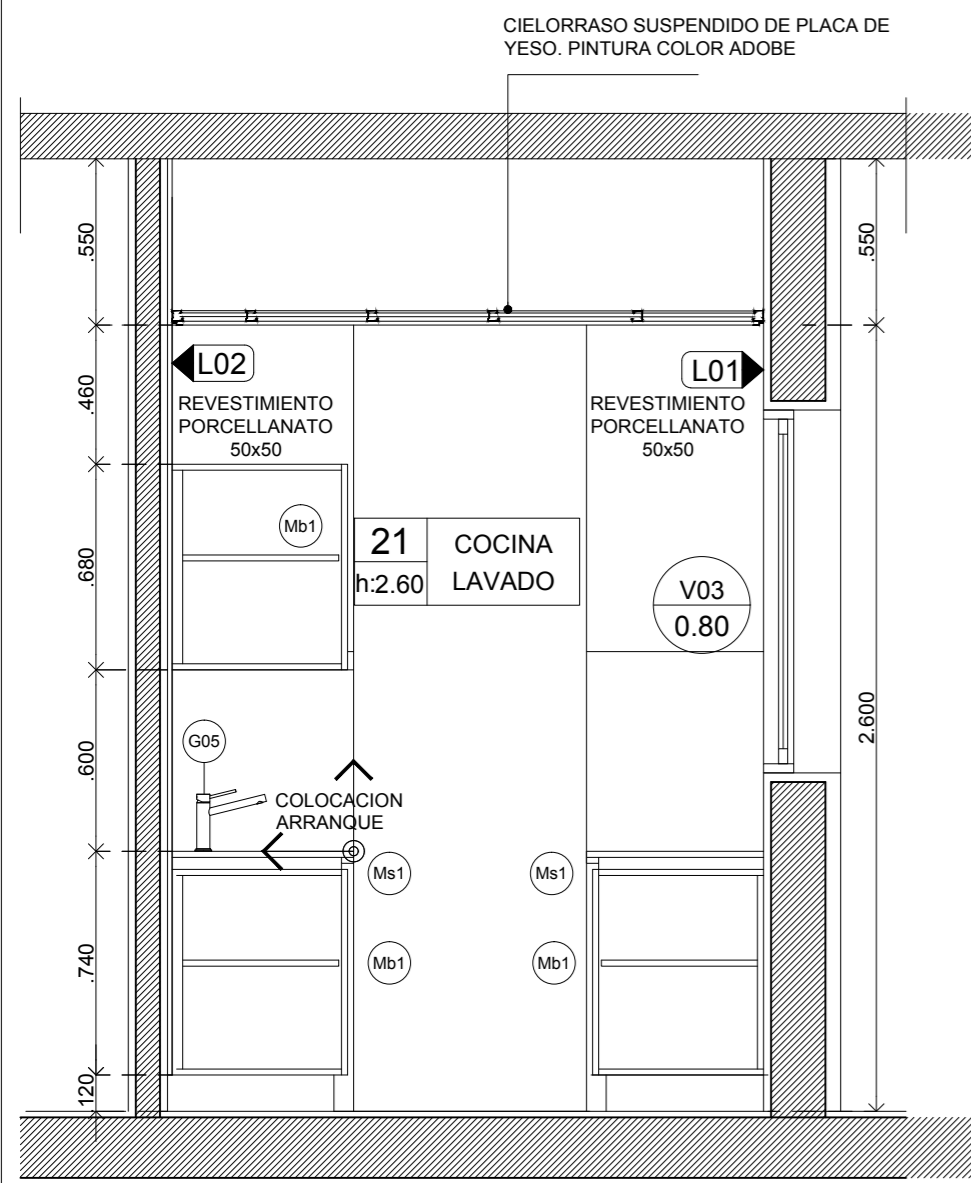 CIELORRASO SUSPENDIDO DE PLACA DE
YESO. PINTURA COLOR ADOBE
.550
.550
L02
L01
.460
REVESTIMIENTO
PORCELLANATO
50x50
REVESTIMIENTO
PORCELLANATO
50x50
Mb1
21
COCINA
LAVADO
h:2.60
.680
V03
0.80
2.600
G05
.600
COLOCACION
ARRANQUE
Ms1
Ms1
.740
Mb1
Mb1
.120